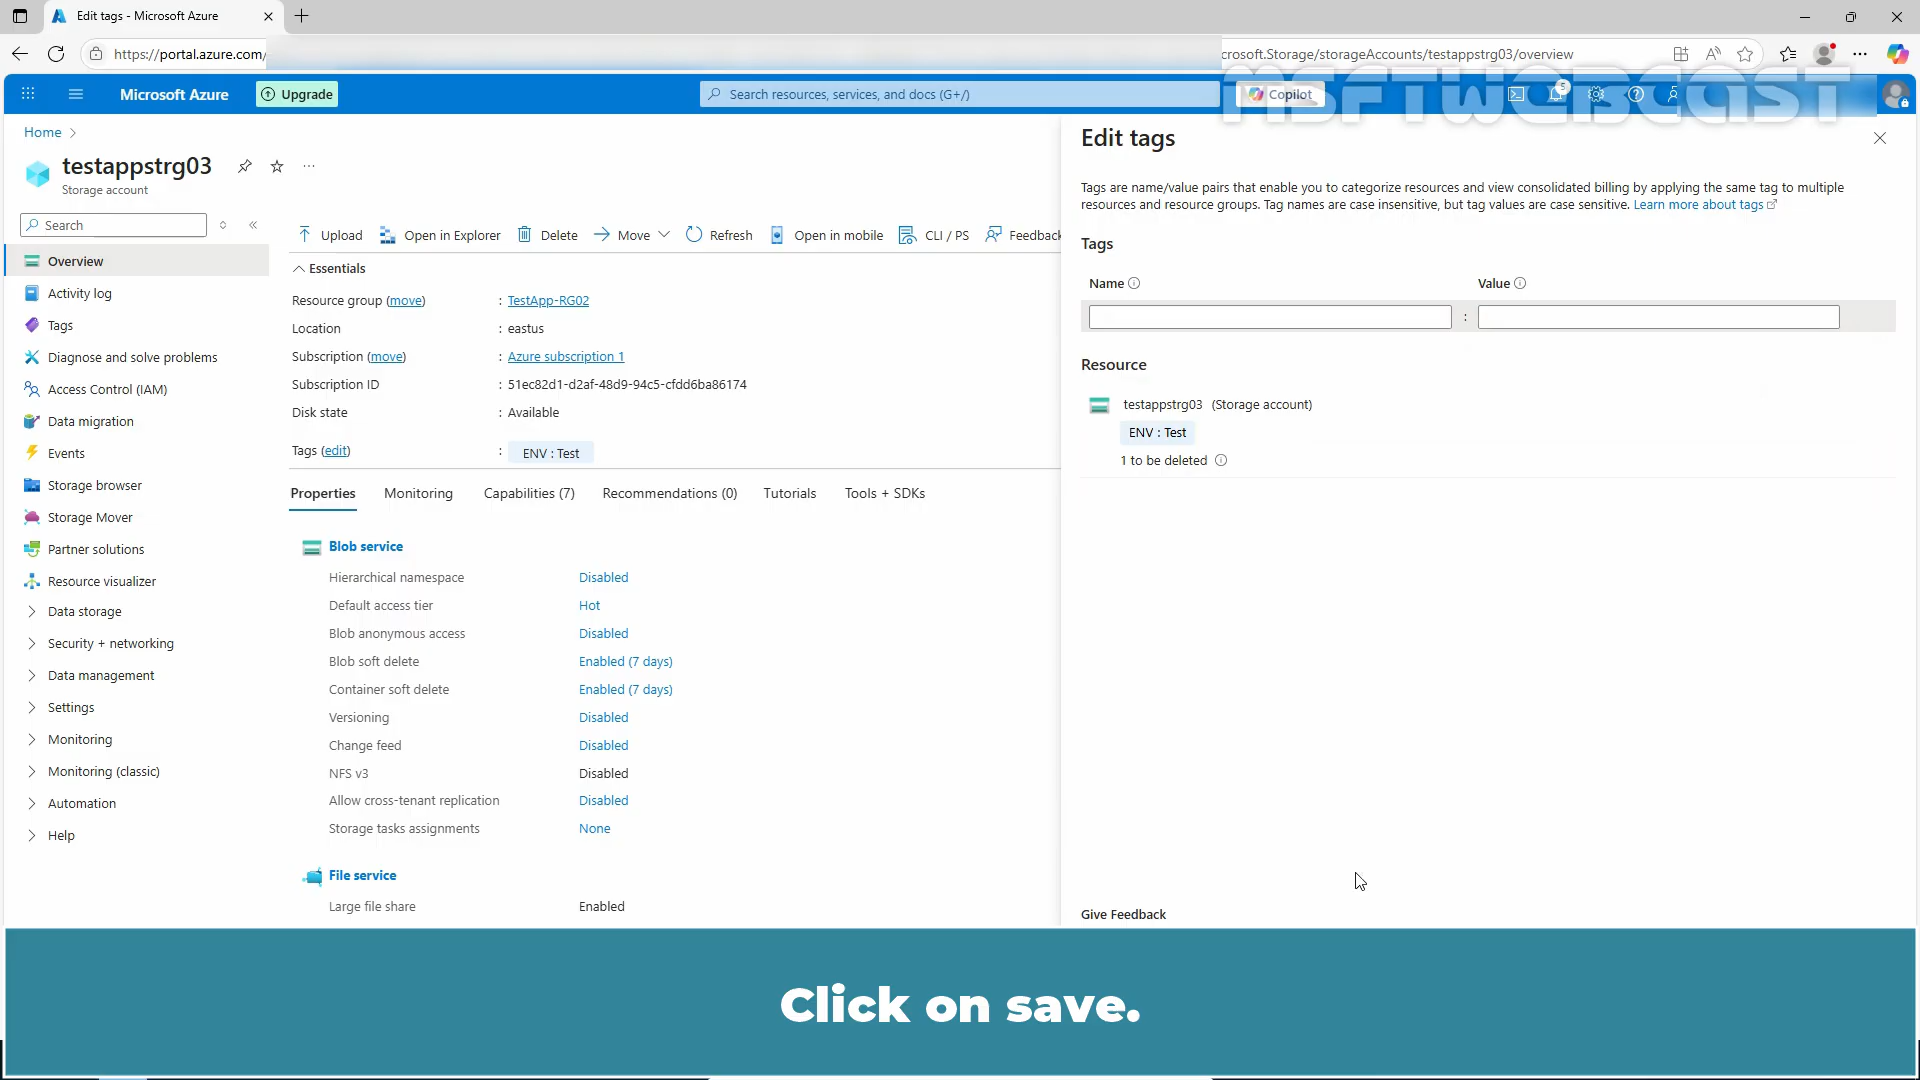 Edit tags - Microsoft Azure
https://portal.azure.com/
crosoft.Storage/storageAccounts/testappstrg03/overview
MSFTWEBCAST
Microsoft Azure
Upgrade
Search resources, services, and docs (G+/)
Copilot
5
Home
testappstrg03
Storage account
Search
Overview
Activity log
Tags
Diagnose and solve problems
Access Control (IAM)
Data migration
Events
Storage browser
Storage Mover
Partner solutions
Resource visualizer
Data storage
Security + networking
Data management
Settings
Monitoring
Monitoring (classic)
Automation
Help
Upload Open in Explorer Delete Move Refresh Open in mobile CLI / PS Feedback
Essentials
Resource group (move) : TestApp-RG02
Location : eastus
Subscription (move) : Azure subscription 1
Subscription ID : 51ec82d1-d2af-48d9-94c5-cfdd6ba86174
Disk state : Available
Tags (edit) : ENV : Test
Properties Monitoring Capabilities (7) Recommendations (0) Tutorials Tools + SDKs
Blob service
Hierarchical namespace Disabled
Default access tier Hot
Blob anonymous access Disabled
Blob soft delete Enabled (7 days)
Container soft delete Enabled (7 days)
Versioning Disabled
Change feed Disabled
NFS v3 Disabled
Allow cross-tenant replication Disabled
Storage tasks assignments None
File service
Large file share Enabled
Edit tags
Tags are name/value pairs that enable you to categorize resources and view consolidated billing by applying the same tag to multiple
resources and resource groups. Tag names are case insensitive, but tag values are case sensitive. Learn more about tags
Tags
Name Value
:
Resource
testappstrg03 (Storage account)
ENV : Test
1 to be deleted
Give Feedback
Click on save.